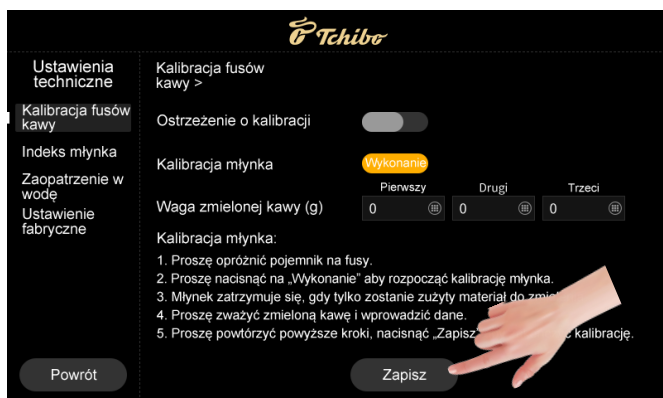 Tchibo
Ustawienia
techniczne
Kalibracja fusów
kawy
Indeks młynka
Zaopatrzenie w
wodę
Ustawienie
fabryczne
Powrót
Kalibracja fusów
kawy >
Ostrzeżenie o kalibracji
Kalibracja młynka
Wykonanie
Pierwszy Drugi Trzeci
Waga zmielonej kawy (g) 0 0 0
Kalibracja młynka:
1. Proszę opróżnić pojemnik na fusy.
2. Proszę nacisnąć na „Wykonanie” aby rozpocząć kalibrację młynka.
3. Młynek zatrzymuje się, gdy tylko zostanie zużyty materiał do
4. Proszę zważyć zmieloną kawę i wprowadzić dane.
5. Proszę powtórzyć powyższe kroki, nacisnąć „Zapisz kalibrację.
Zapisz